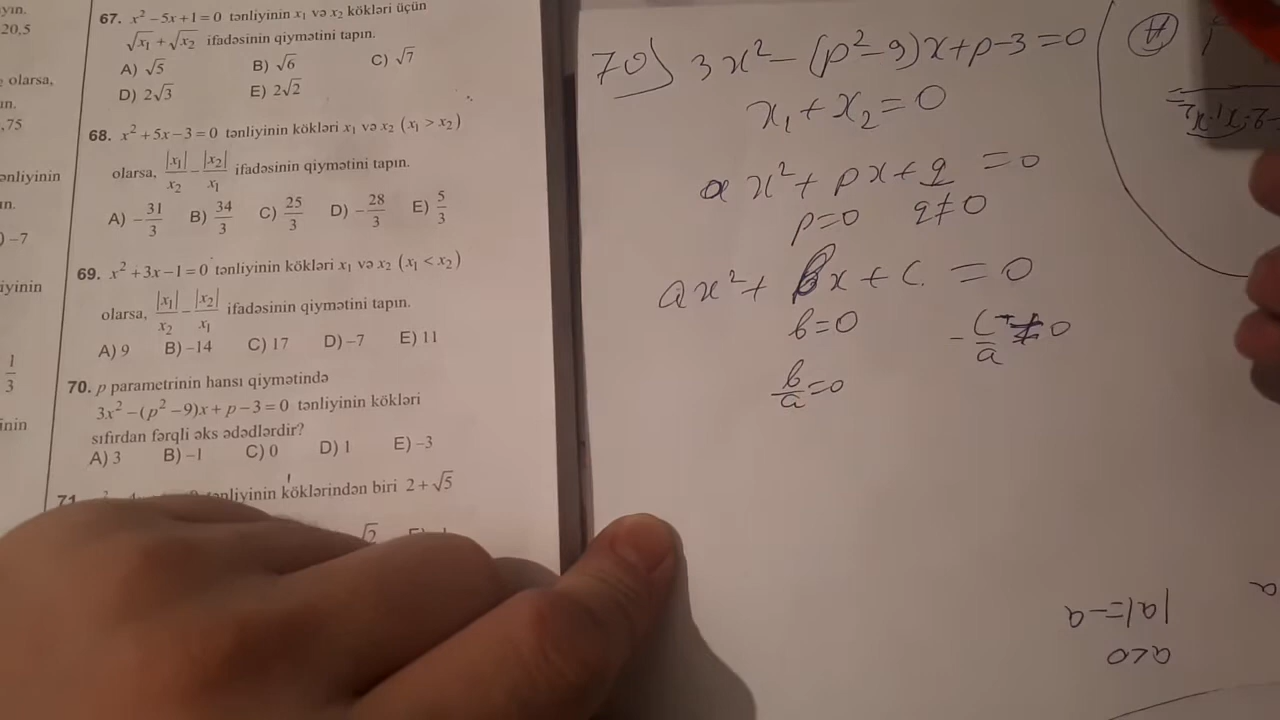 yın.
20,5
olarsa,
ın.
,75
ənliyinin
ın.
) –7
iyinin
1/3
inin
67. x² – 5x + 1 = 0 tənliyinin x₁ və x₂ kökləri üçün
√x₁ + √x₂ ifadəsinin qiymətini tapın.
A) √5 B) √6 C) √7
D) 2√3 E) 2√2
68. x² + 5x – 3 = 0 tənliyinin kökləri x₁ və x₂ (x₁ > x₂)
olarsa, |x₁|/x₂ – |x₂|/x₁ ifadəsinin qiymətini tapın.
A) –31/3 B) 34/3 C) 25/3 D) –28/3 E) 5/3
69. x² + 3x – 1 = 0 tənliyinin kökləri x₁ və x₂ (x₁ < x₂)
olarsa, |x₁|/x₂ – |x₂|/x₁ ifadəsinin qiymətini tapın.
A) 9 B) –14 C) 17 D) –7 E) 11
70. p parametrinin hansı qiymətində
3x² – (p² – 9)x + p – 3 = 0 tənliyinin kökləri
sıfırdan fərqli əks ədədlərdir?
A) 3 B) –1 C) 0 D) 1 E) –3
71.
tənliyinin köklərindən biri 2 + √5
√2
70) 3x² – (p² – 9)x + p – 3 = 0
x₁ + x₂ = 0
x² + px + q = 0
p = 0 q ≠ 0
ax² + bx + c = 0
b = 0 – c/a ≠ 0
b/a = 0
|a| = –a
a < 0